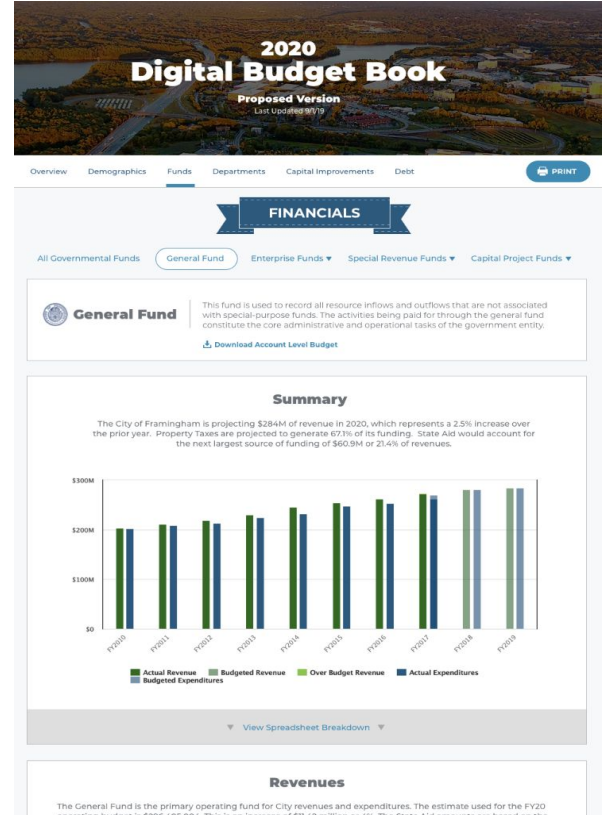 2020
Digital Budget Book
Proposed Version
Last Updated 9/1/19
Overview Demographics Funds Departments Capital Improvements Debt PRINT
FINANCIALS
All Governmental Funds General Fund Enterprise Funds ▼ Special Revenue Funds ▼ Capital Project Funds ▼
General Fund
This fund is used to record all resource inflows and outflows that are not associated
with special-purpose funds. The activities being paid for through the general fund
constitute the core administrative and operational tasks of the government entity.
Download Account Level Budget
Summary
The City of Framingham is projecting $284M of revenue in 2020, which represents a 2.5% increase over
the prior year. Property Taxes are projected to generate 67.1% of its funding. State Aid would account for
the next largest source of funding of $60.9M or 21.4% of revenues.
$300M
$200M
$100M
$0
FY2010 FY2011 FY2012 FY2013 FY2014 FY2015 FY2016 FY2017 FY2018 FY2019
Actual Revenue Budgeted Revenue Over Budget Revenue Actual Expenditures
Budgeted Expenditures
▼ View Spreadsheet Breakdown ▼
Revenues
The General Fund is the primary operating fund for City revenues and expenditures. The estimate used for the FY20